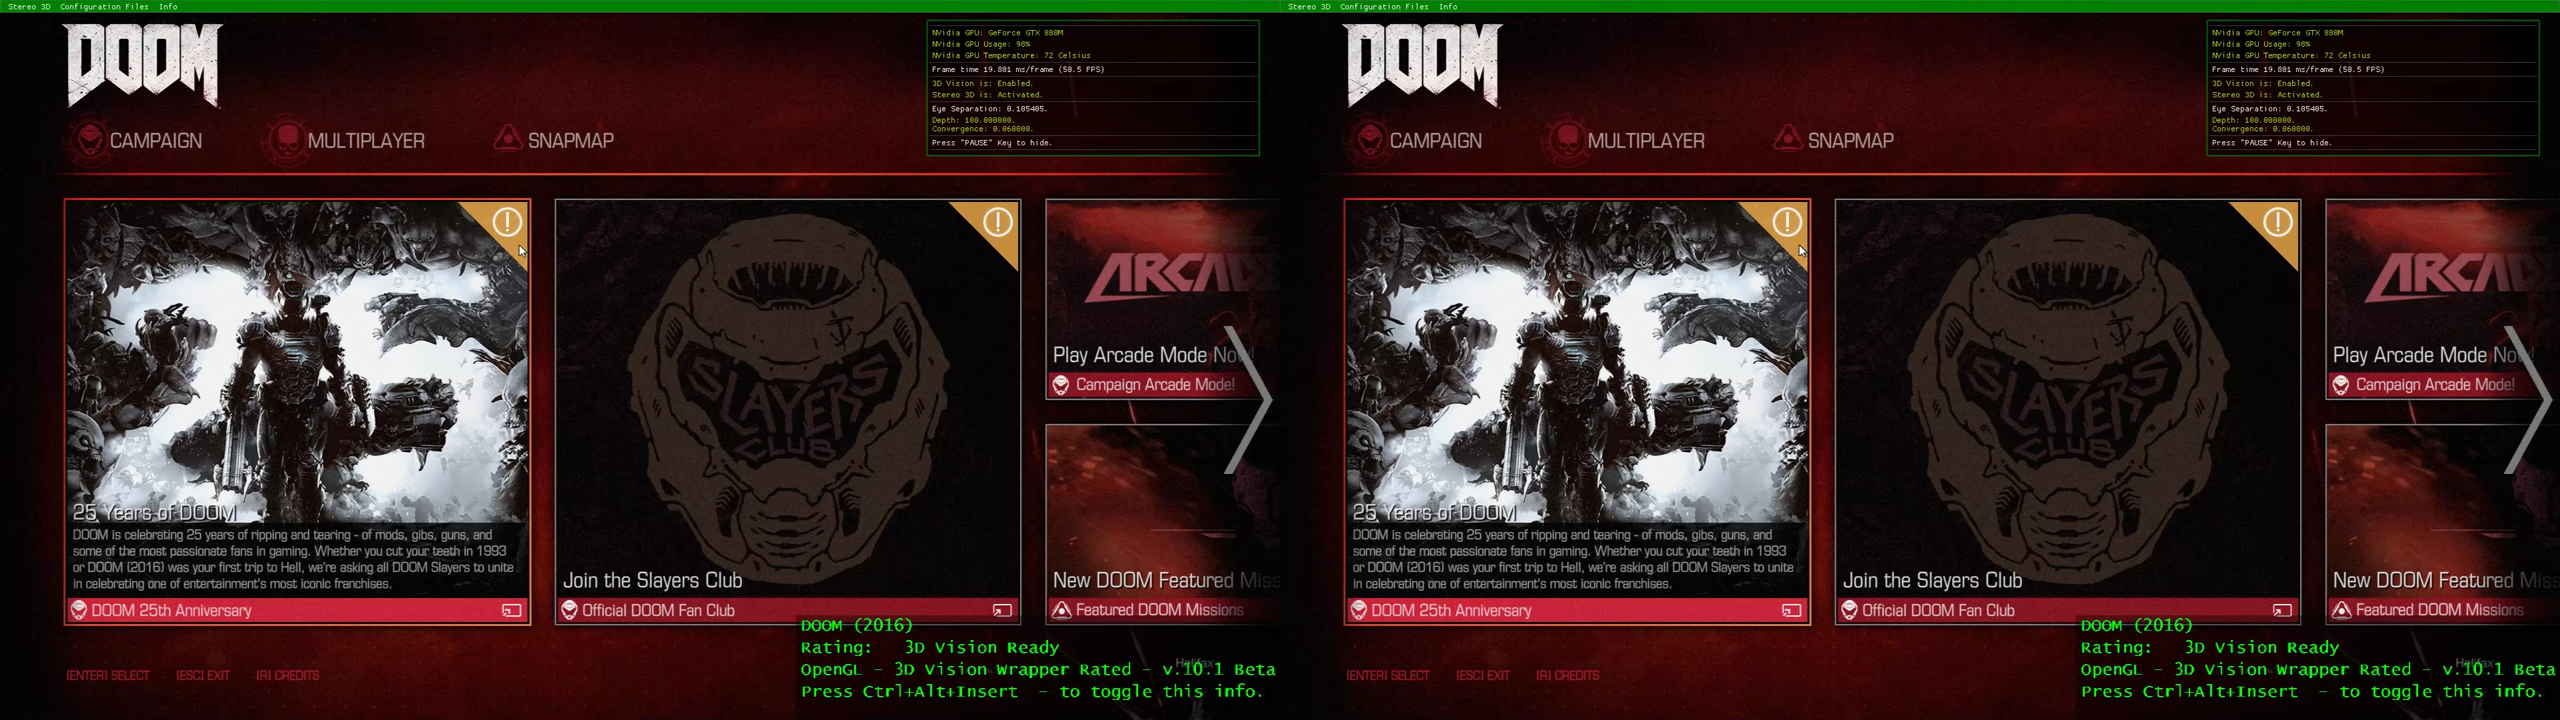 Stereo 3D Configuration Files Info
DOOM
NVidia GPU: GeForce GTX 880M
NVidia GPU Usage: 98%
NVidia GPU Temperature: 72 Celsius
Frame time 19.801 ms/frame (50.5 FPS)
3D Vision is: Enabled.
Stereo 3D is: Activated.
Eye Separation: 0.105405.
Depth: 100.000000.
Convergence: 0.060000.
Press "PAUSE" Key to hide.
CAMPAIGN MULTIPLAYER SNAPMAP
25 Years of DOOM
DOOM is celebrating 25 years of ripping and tearing - of mods, gibs, guns, and
some of the most passionate fans in gaming. Whether you cut your teeth in 1993
or DOOM (2016) was your first trip to Hell, we're asking all DOOM Slayers to unite
in celebrating one of entertainment's most iconic franchises.
DOOM 25th Anniversary
SLAYERS
CLUB
Join the Slayers Club
Official DOOM Fan Club
Play Arcade Mode Now!
Campaign Arcade Mode!
New DOOM Featured
Featured DOOM Missions
[ENTER] SELECT [ESC] EXIT [R] CREDITS
Helifax
DOOM (2016)
Rating: 3D Vision Ready
OpenGL - 3D Vision Wrapper Rated - v.10.1 Beta
Press Ctrl+Alt+Insert - to toggle this info.
Stereo 3D Configuration Files Info
DOOM
NVidia GPU: GeForce GTX 880M
NVidia GPU Usage: 98%
NVidia GPU Temperature: 72 Celsius
Frame time 19.801 ms/frame (50.5 FPS)
3D Vision is: Enabled.
Stereo 3D is: Activated.
Eye Separation: 0.105405.
Depth: 100.000000.
Convergence: 0.060000.
Press "PAUSE" Key to hide.
CAMPAIGN MULTIPLAYER SNAPMAP
25 Years of DOOM
DOOM is celebrating 25 years of ripping and tearing - of mods, gibs, guns, and
some of the most passionate fans in gaming. Whether you cut your teeth in 1993
or DOOM (2016) was your first trip to Hell, we're asking all DOOM Slayers to unite
in celebrating one of entertainment's most iconic franchises.
DOOM 25th Anniversary
SLAYERS
CLUB
Join the Slayers Club
Official DOOM Fan Club
Play Arcade Mode Now!
Campaign Arcade Mode!
New DOOM Featured
Featured DOOM Missions
[ENTER] SELECT [ESC] EXIT [R] CREDITS
Helifax
DOOM (2016)
Rating: 3D Vision Ready
OpenGL - 3D Vision Wrapper Rated - v.10.1 Beta
Press Ctrl+Alt+Insert - to toggle this info.